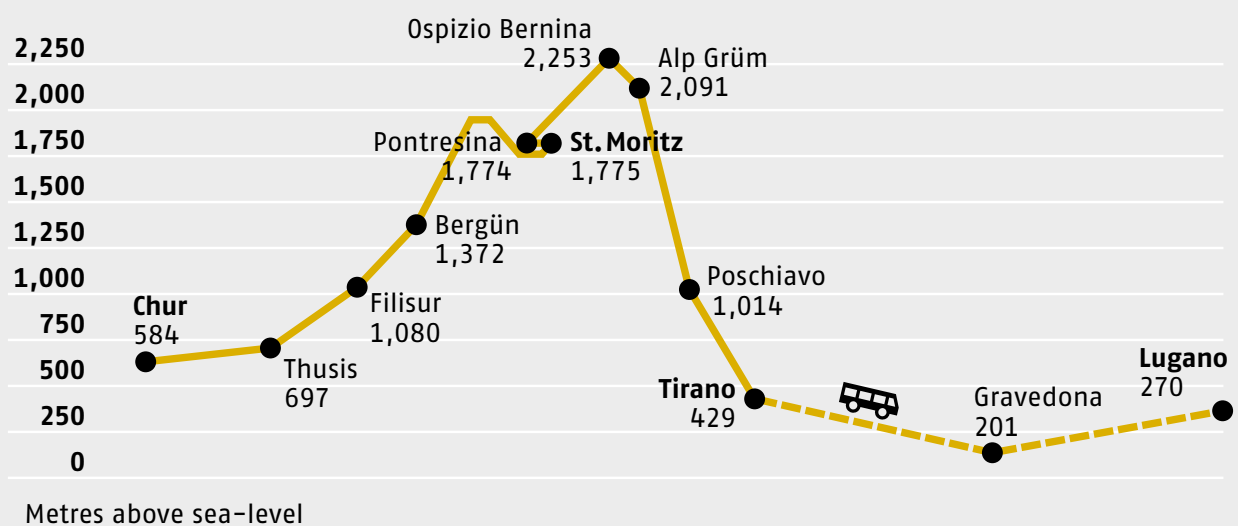 2,250
2,000
1,750
1,500
1,250
1,000
750
500
250
0
Chur
584
Thusis
697
Filisur
1,080
Bergün
1,372
Pontresina
1,774
St. Moritz
1,775
Ospizio Bernina
2,253
Alp Grüm
2,091
Poschiavo
1,014
Tirano
429
Gravedona
201
Lugano
270
Metres above sea-level